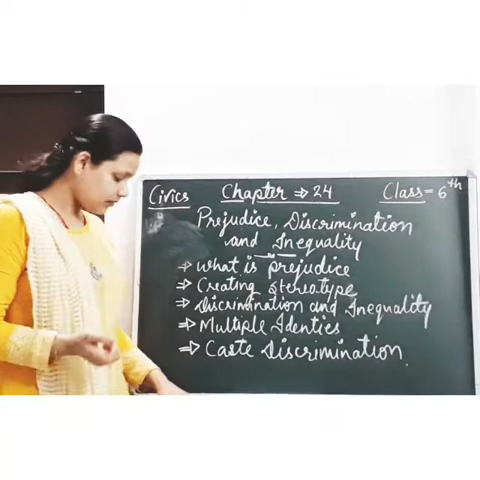 Civics Chapter ⇒ 24 Class = 6th
Prejudice, Discrimination
and Inequality
⇒ what is prejudice
⇒ Creating Stereotype
⇒ Discrimination and Inequality
⇒ Multiple Identies
⇒ Caste Discrimination.